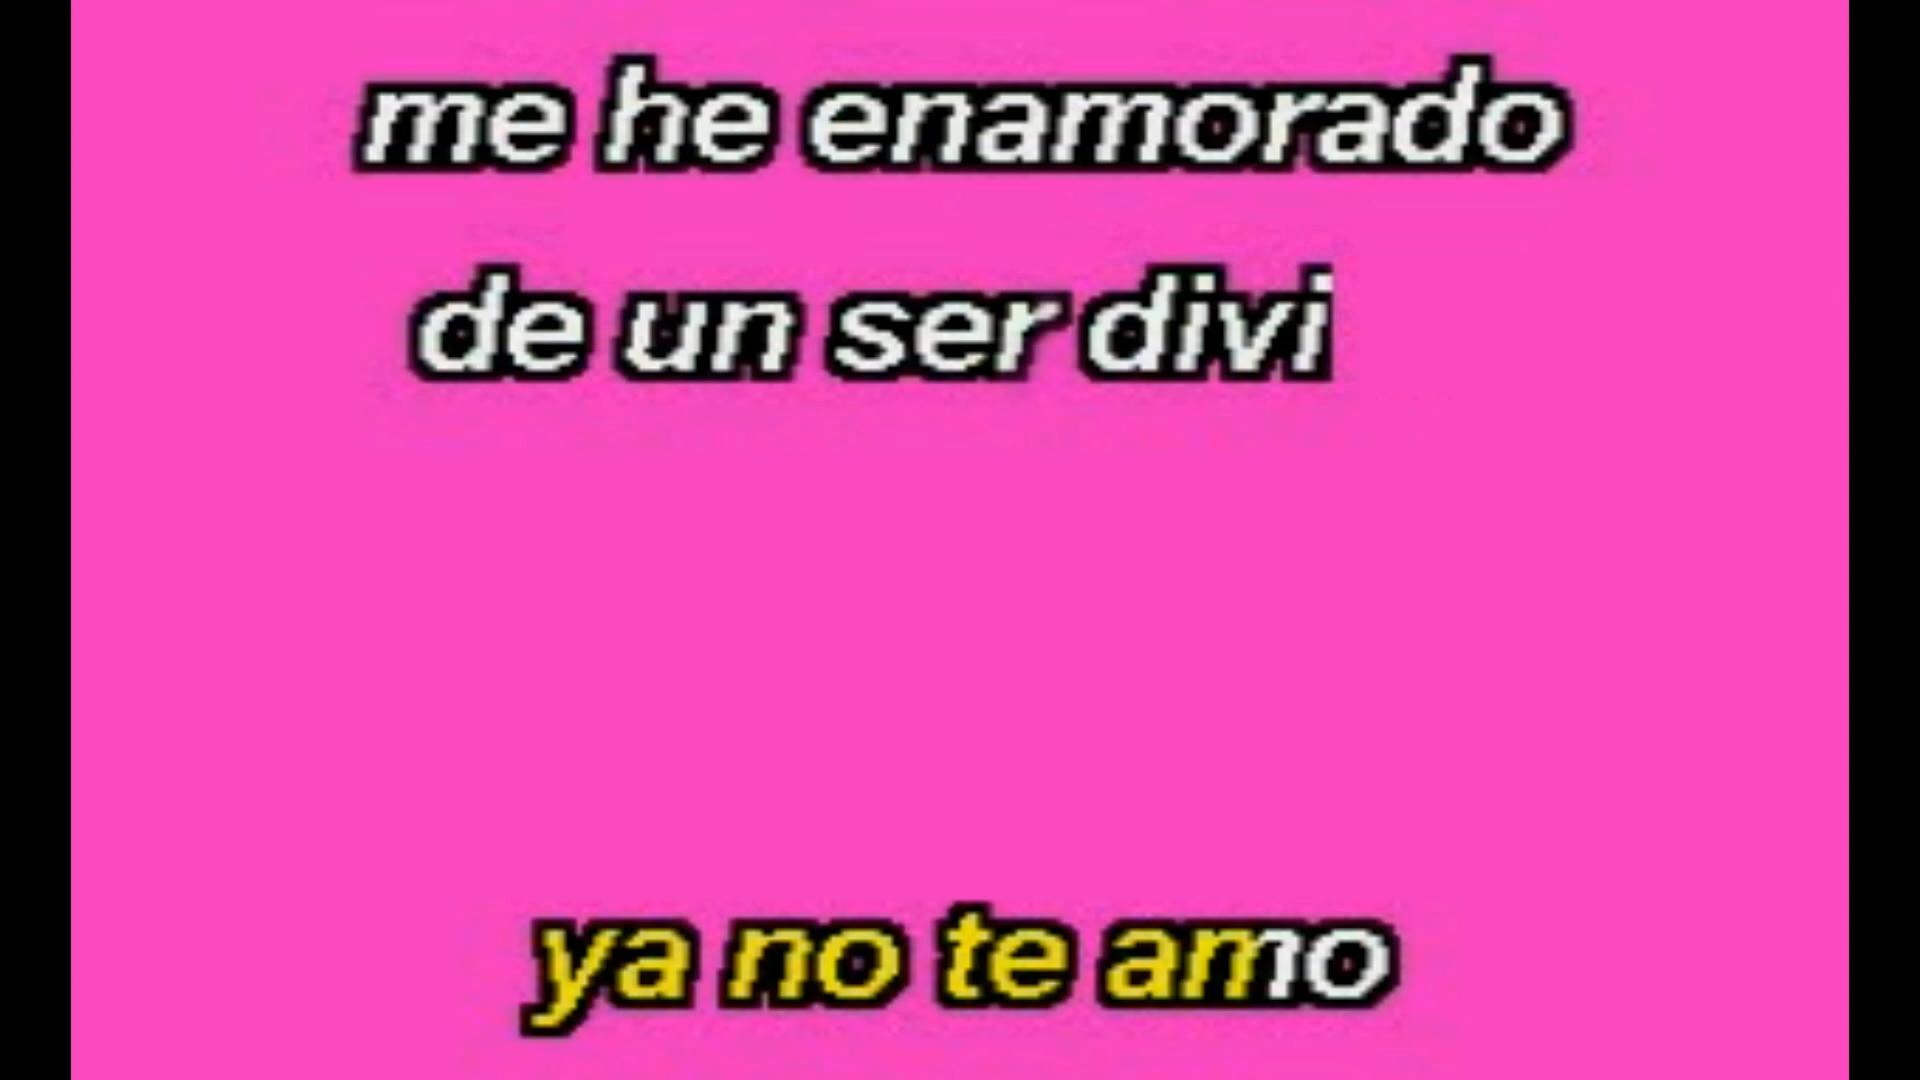 me he enamorado
de un ser divi
ya no te amo